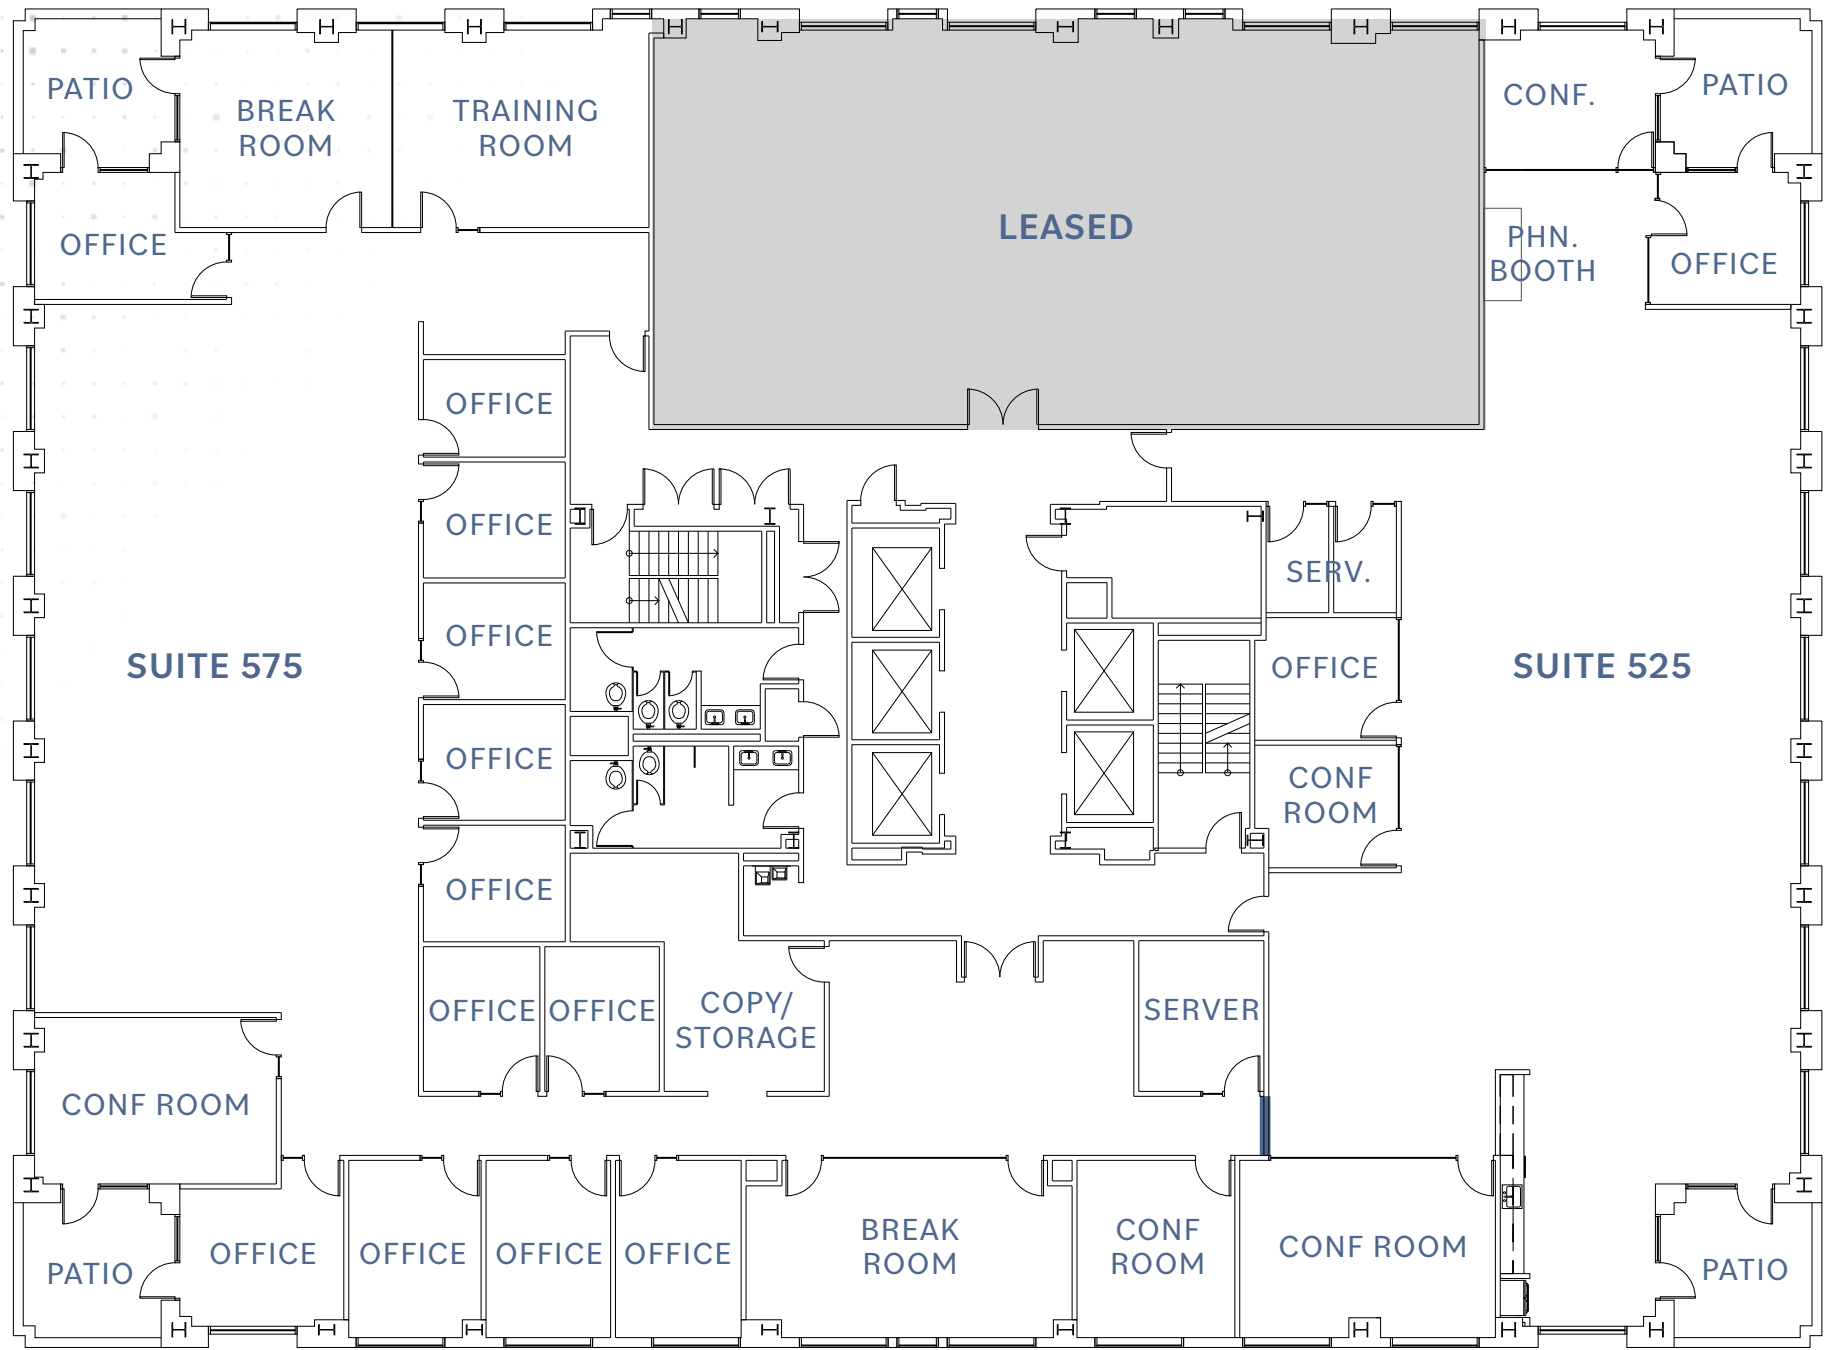 PATIO
BREAK
ROOM
TRAINING
ROOM
CONF.
PATIO
OFFICE
LEASED
PHN.
BOOTH
OFFICE
OFFICE
OFFICE
SERV.
OFFICE
SUITE 575
OFFICE
SUITE 525
OFFICE
CONF
ROOM
OFFICE
OFFICE
OFFICE
COPY/
STORAGE
SERVER
CONF ROOM
PATIO
OFFICE
OFFICE
OFFICE
OFFICE
BREAK
ROOM
CONF
ROOM
CONF ROOM
PATIO